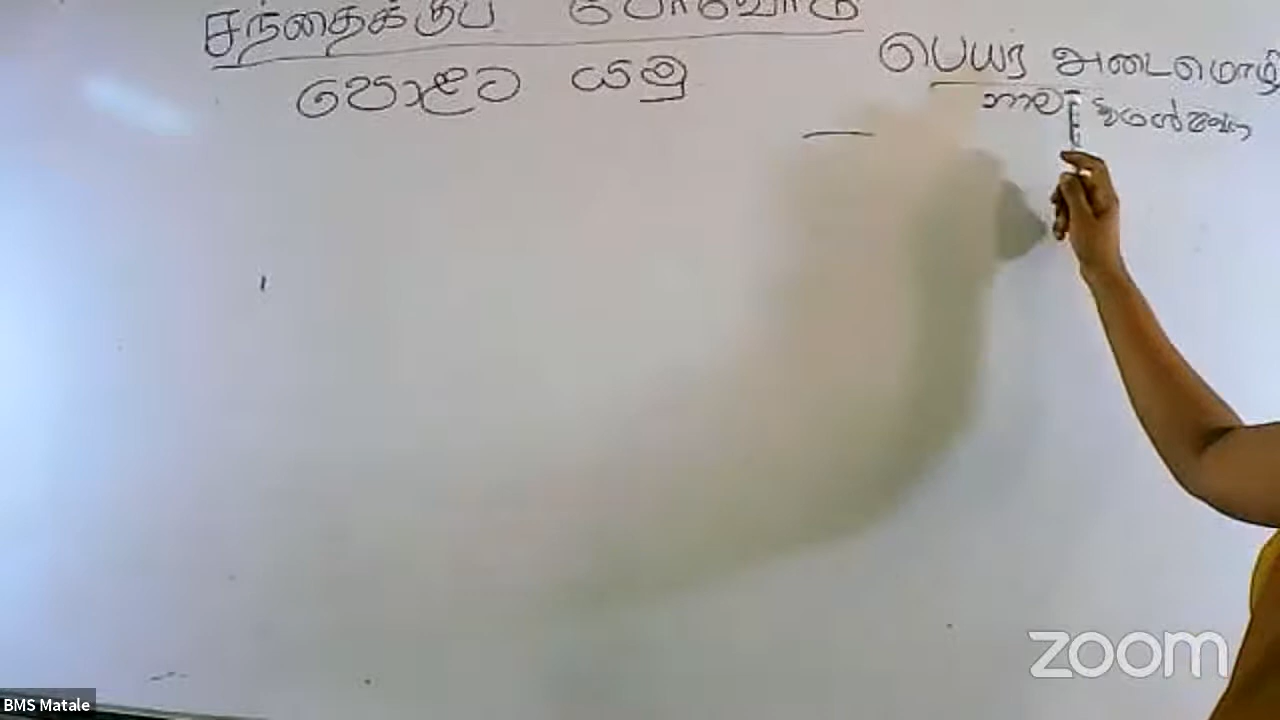 சந்தைக்குப் போவோம்
පොළට යමු
பெயர் அடைமொழி
නාම විශේෂණ
zoom
BMS Matale